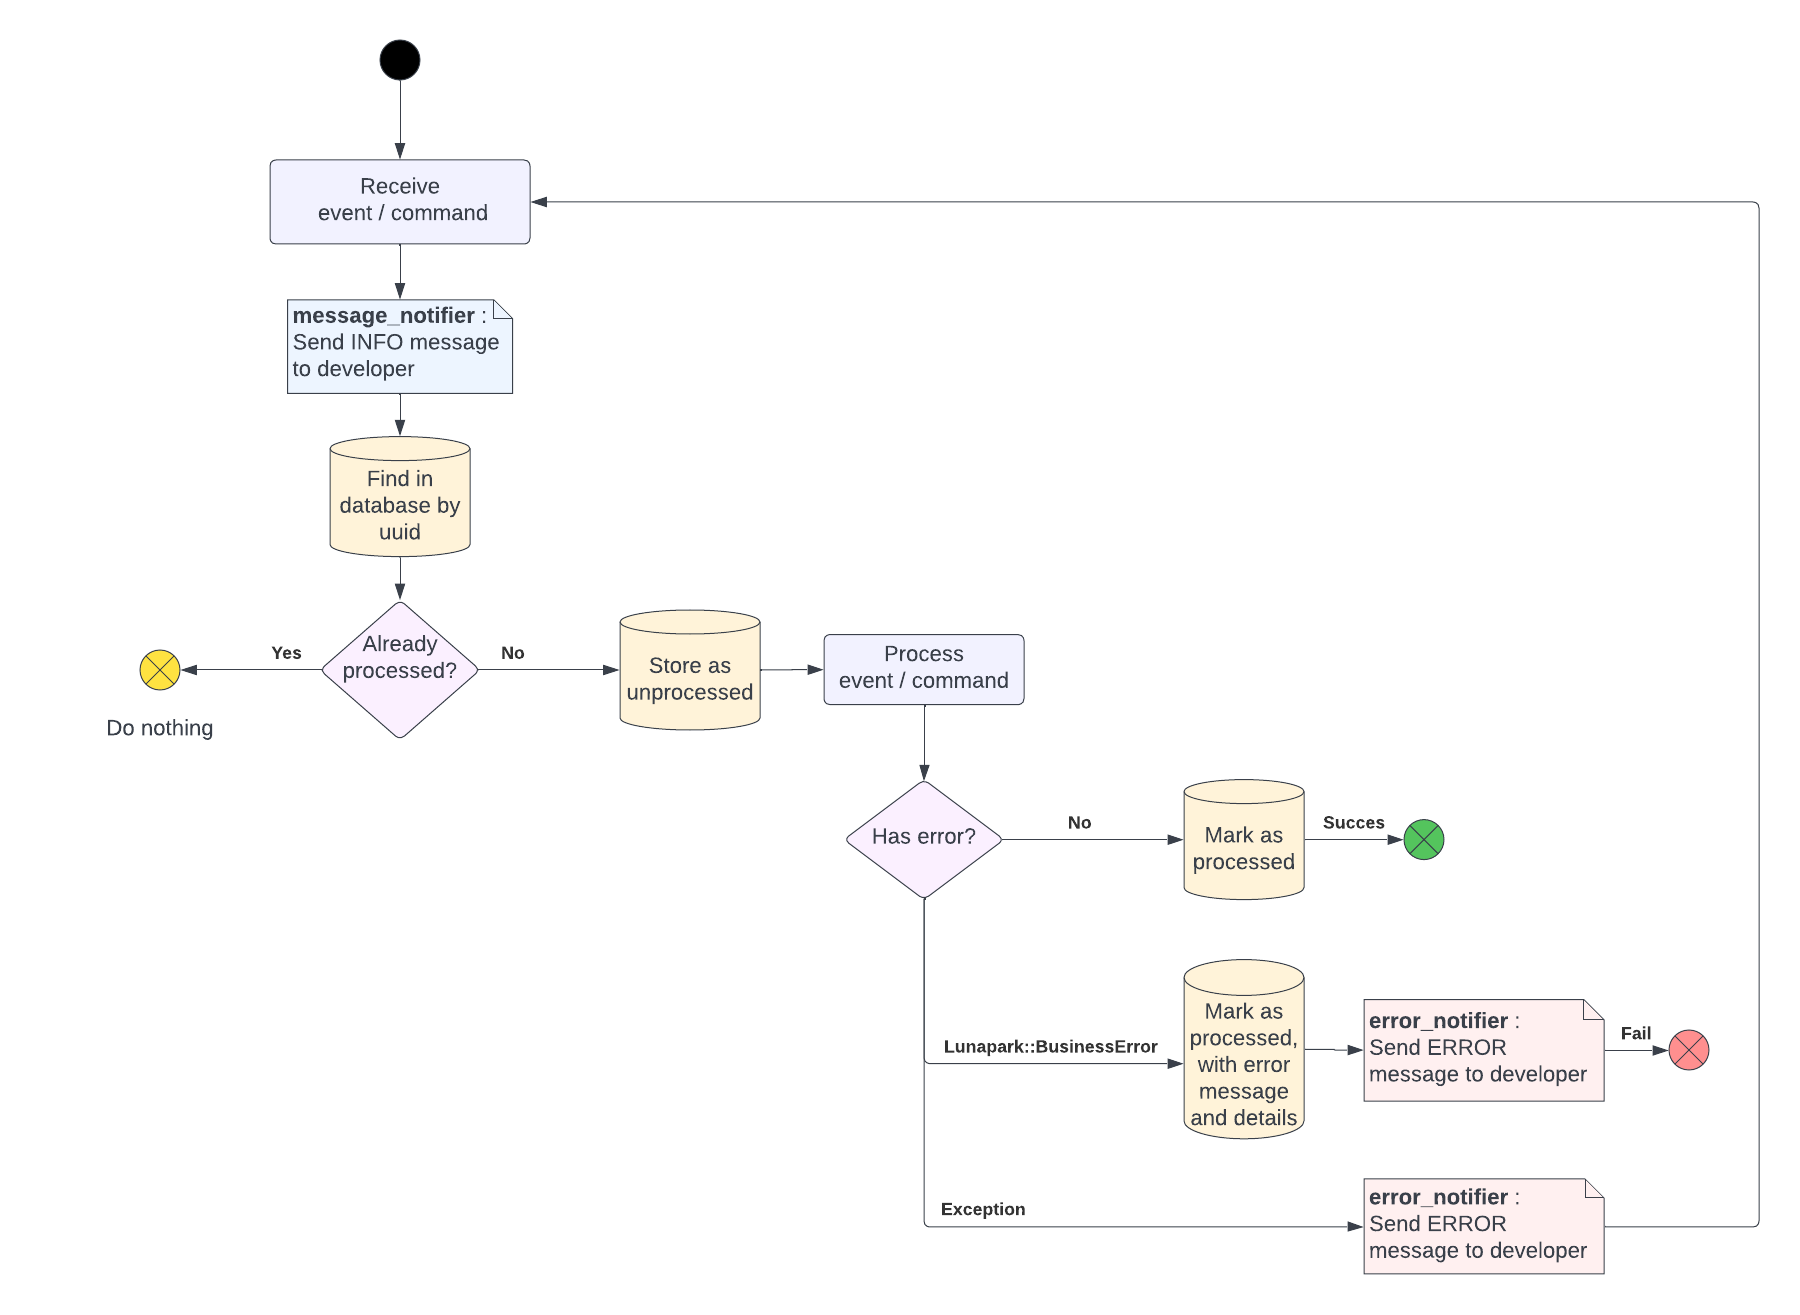 Receive
event / command
message_notifier :
Send INFO message
to developer
Find in
database by
uuid
Already
processed?
Yes
No
Do nothing
Store as
unprocessed
Process
event / command
Has error?
No
Mark as
processed
Succes
Lunapark::BusinessError
Mark as
processed,
with error
message
and details
error_notifier :
Send ERROR
message to developer
Fail
Exception
error_notifier :
Send ERROR
message to developer